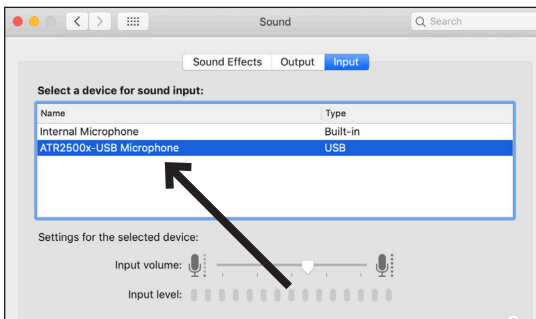 Sound
Search
Sound Effects Output Input
Select a device for sound input:
Name Type
Internal Microphone Built-in
ATR2500x-USB Microphone USB
Settings for the selected device:
Input volume:
Input level: